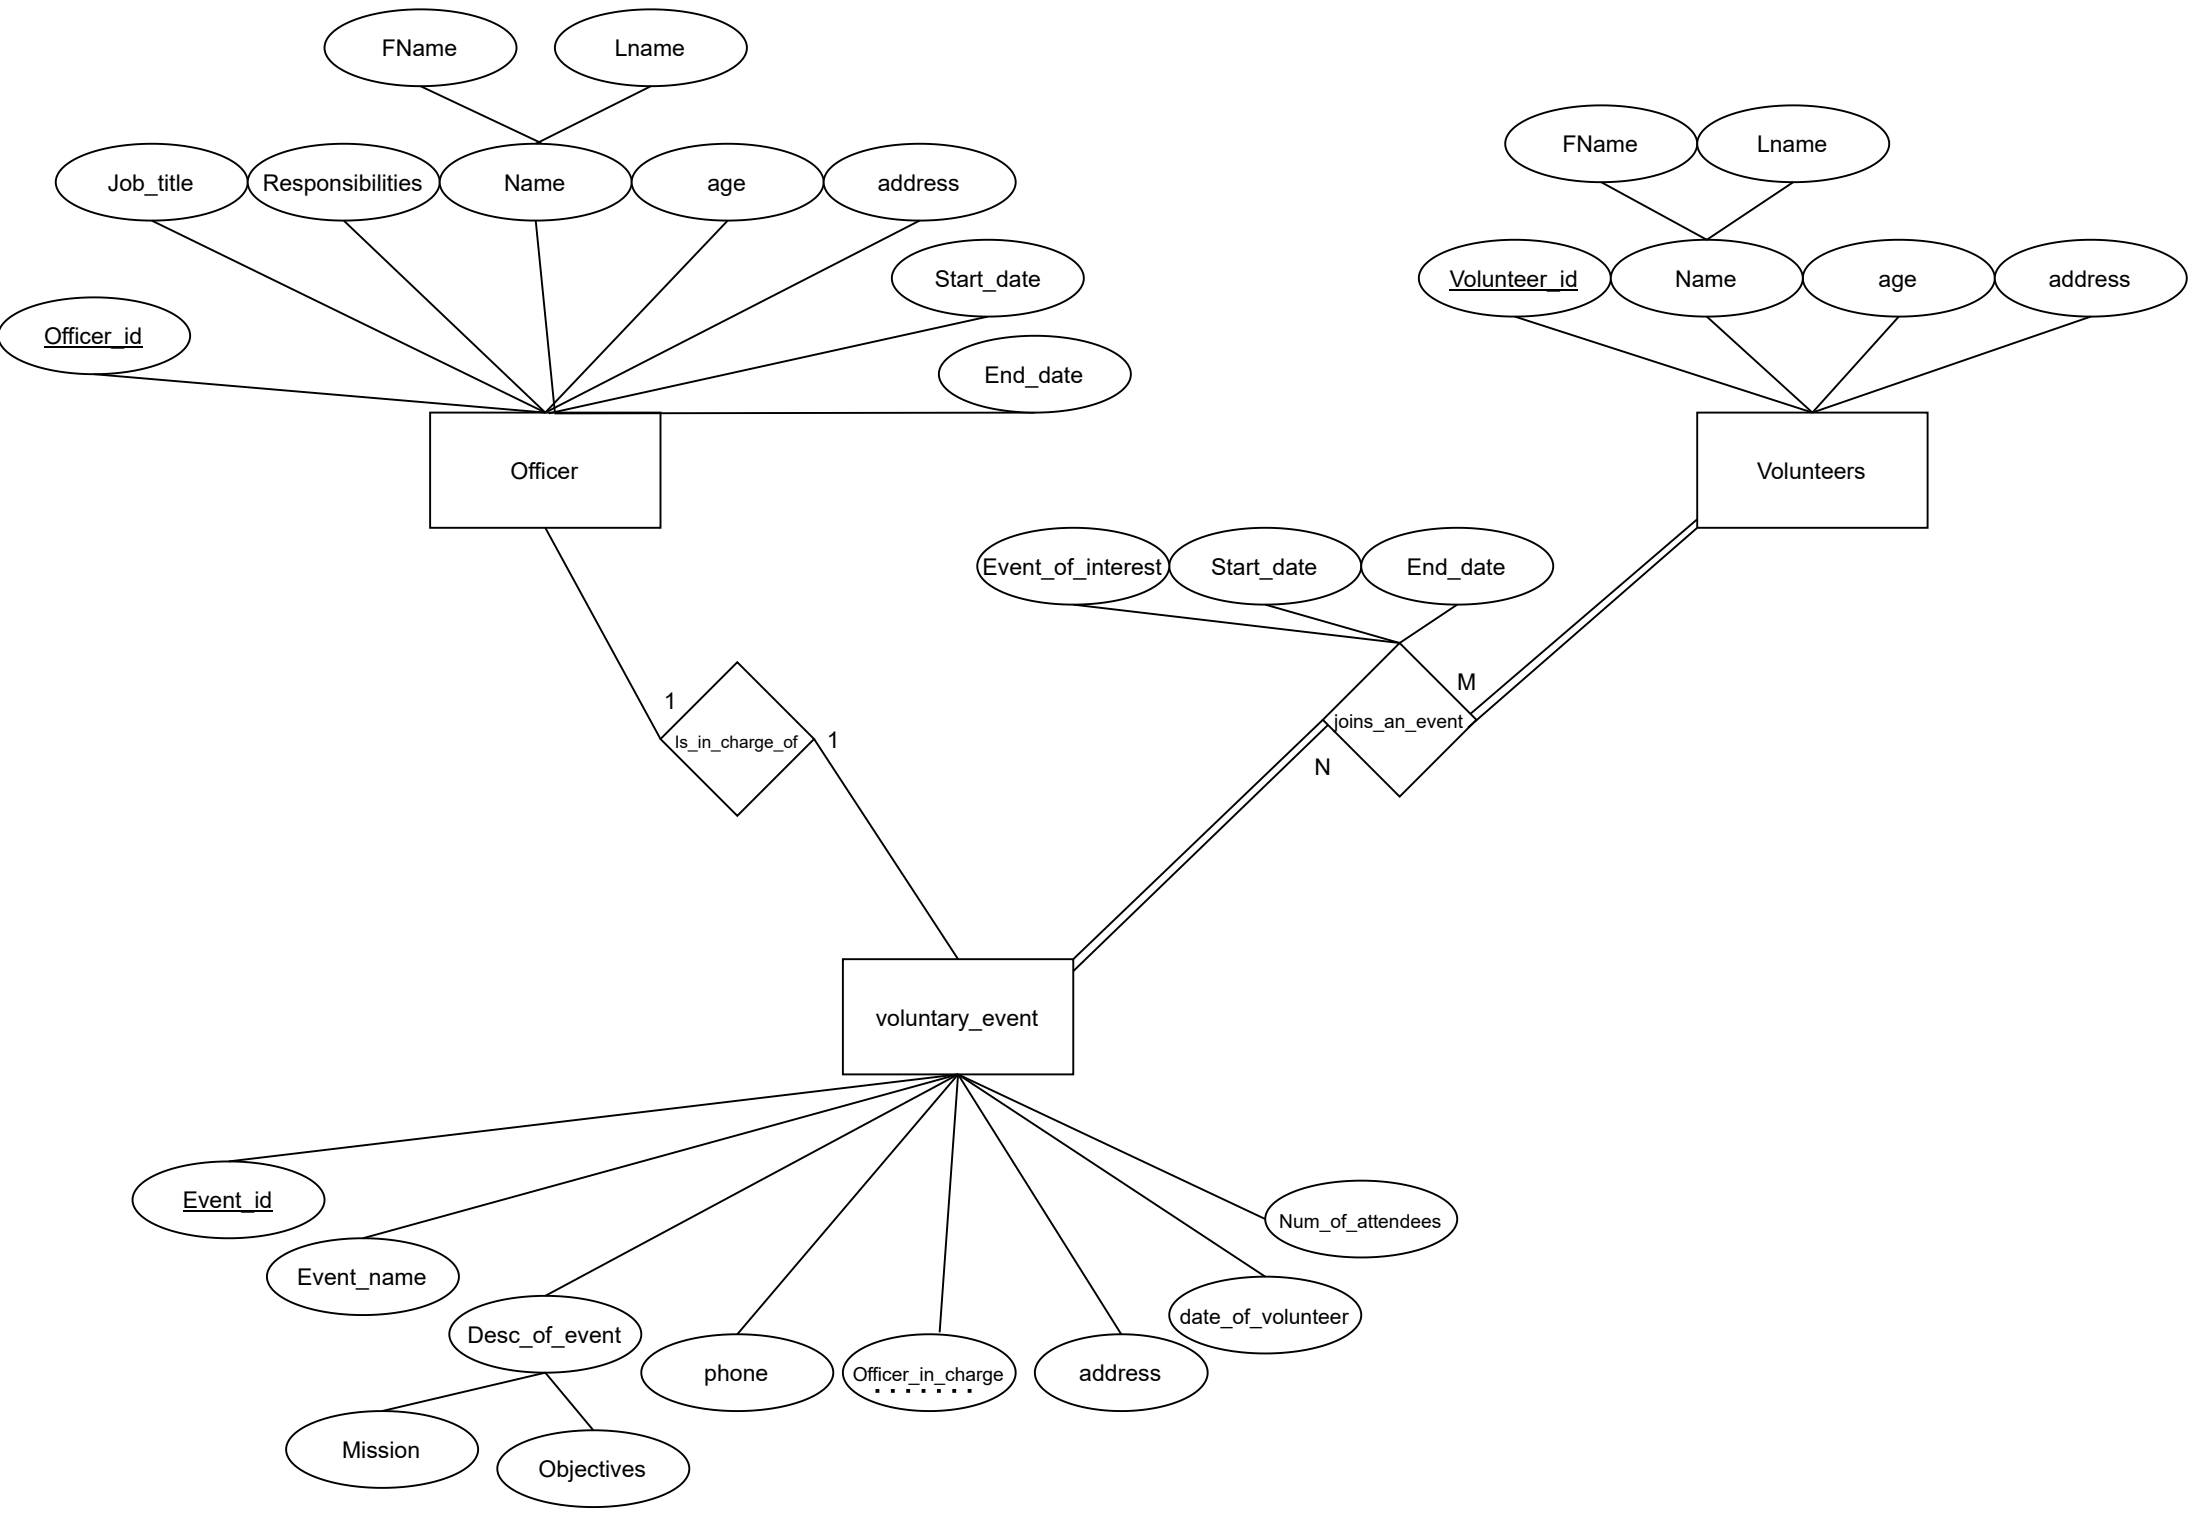 FName
Lname
FName
Lname
Job_title
Responsibilities
Name
age
address
Start_date
Volunteer_id
Name
age
address
Officer_id
End_date
Officer
Volunteers
Event_of_interest
Start_date
End_date
M
1
joins_an_event
Is_in_charge_of
1
N
voluntary_event
Event_id
Num_of_attendees
Event_name
date_of_volunteer
Desc_of_event
phone
Officer_in_charge
address
Mission
Objectives